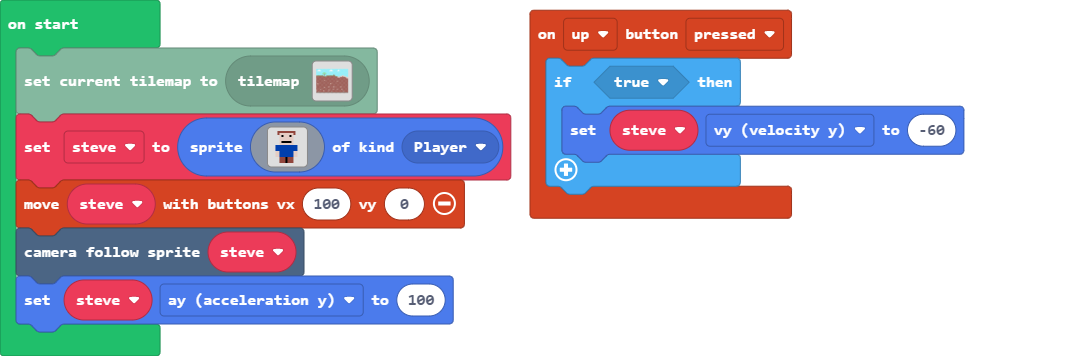 on start
set current tilemap to tilemap
set steve to sprite of kind Player
move steve with buttons vx 100 vy 0
camera follow sprite steve
set steve ay (acceleration y) to 100
on up button pressed
if true then
set steve vy (velocity y) to -60